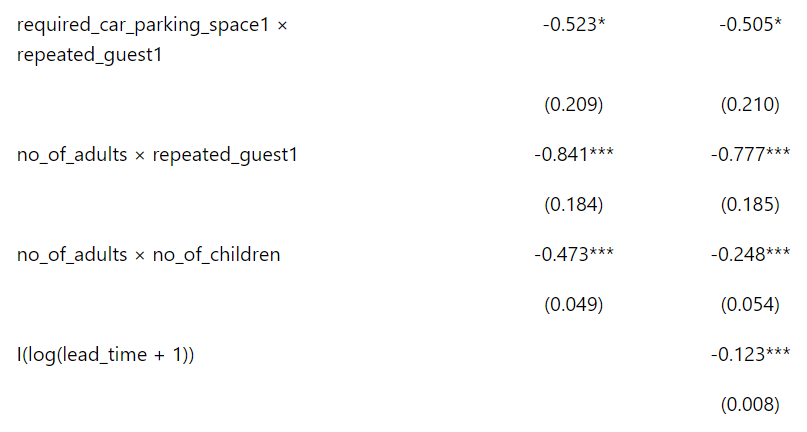 required_car_parking_space1 × -0.523* -0.505*
repeated_guest1
(0.209) (0.210)
no_of_adults × repeated_guest1 -0.841*** -0.777***
(0.184) (0.185)
no_of_adults × no_of_children -0.473*** -0.248***
(0.049) (0.054)
I(log(lead_time + 1)) -0.123***
(0.008)